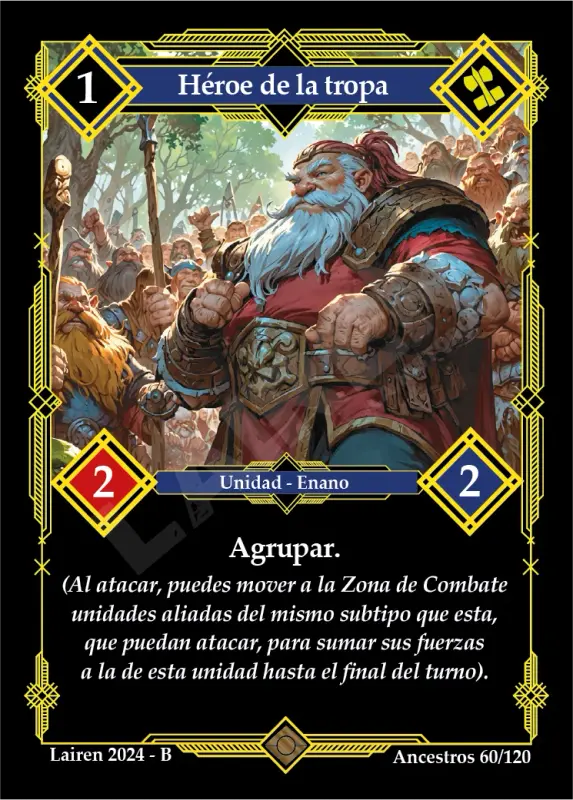 1
Héroe de la tropa
2
Unidad - Enano
2
Agrupar.
(Al atacar, puedes mover a la Zona de Combate
unidades aliadas del mismo subtipo que esta,
que puedan atacar, para sumar sus fuerzas
a la de esta unidad hasta el final del turno).
Lairen 2024 - B
Ancestros 60/120